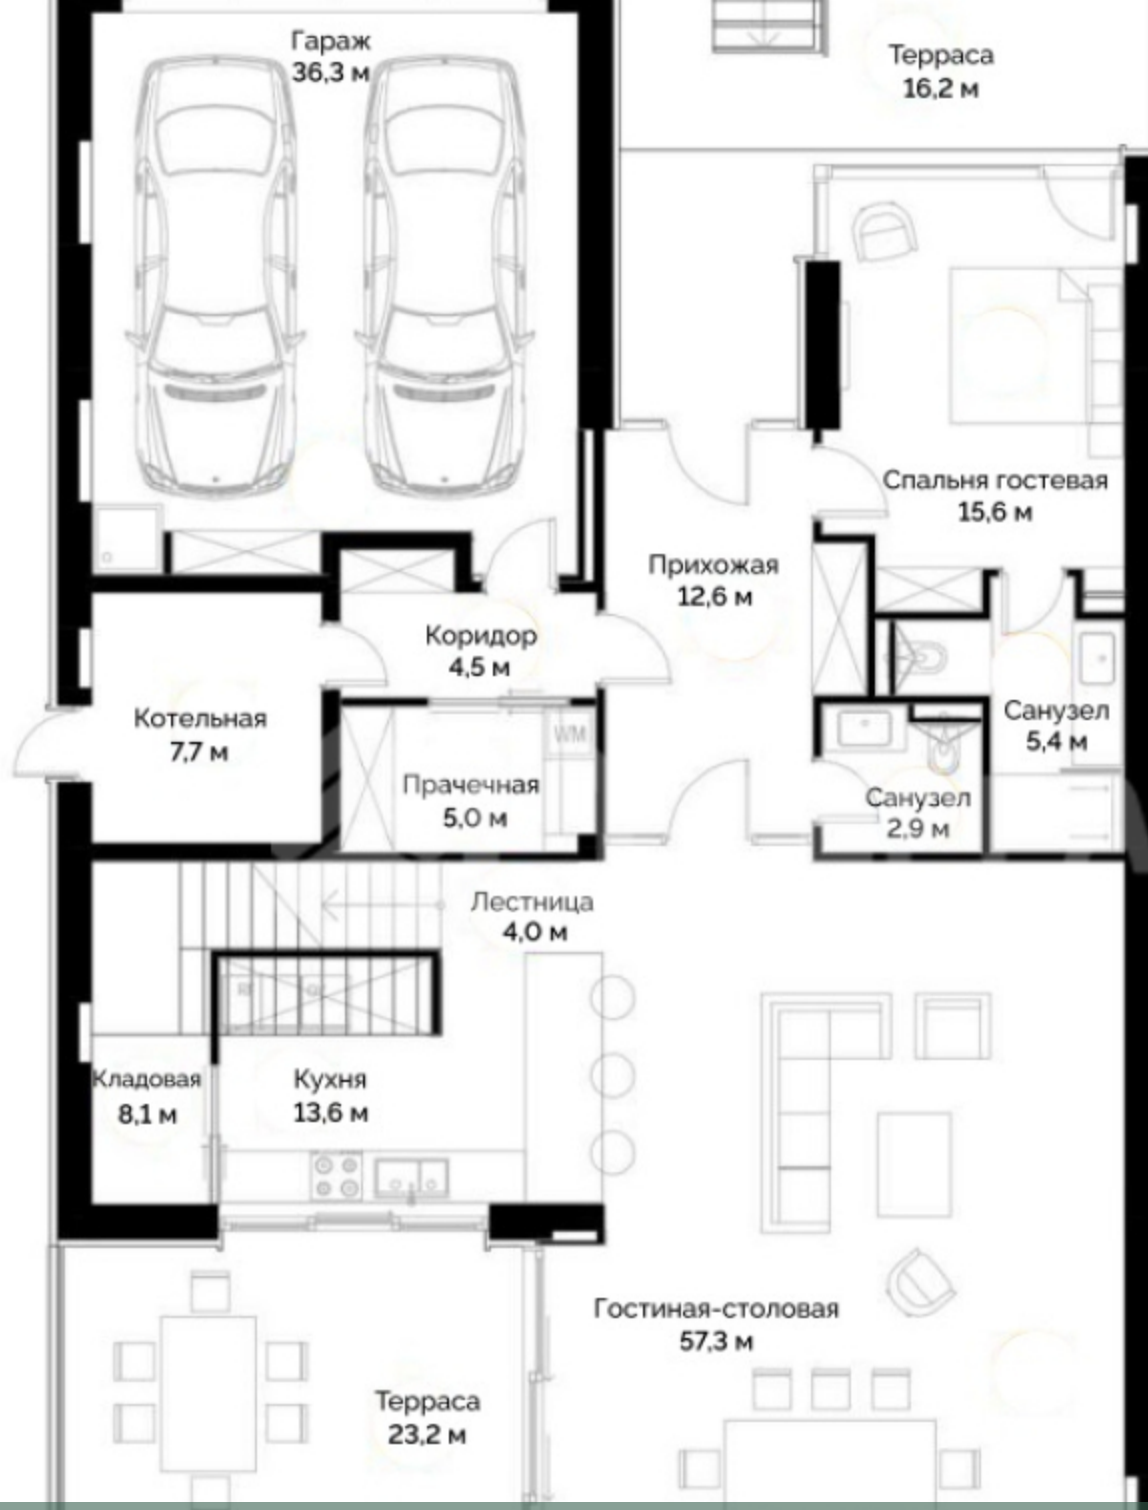 Гараж
36,3 м
Терраса
16,2 м
Спальня гостевая
15,6 м
Прихожая
12,6 м
Коридор
4,5 м
Котельная
7,7 м
Санузел
5,4 м
WM
Прачечная
5,0 м
Санузел
2,9 м
Лестница
4,0 м
Кладовая
8,1 м
Кухня
13,6 м
Гостиная-столовая
57,3 м
Терраса
23,2 м